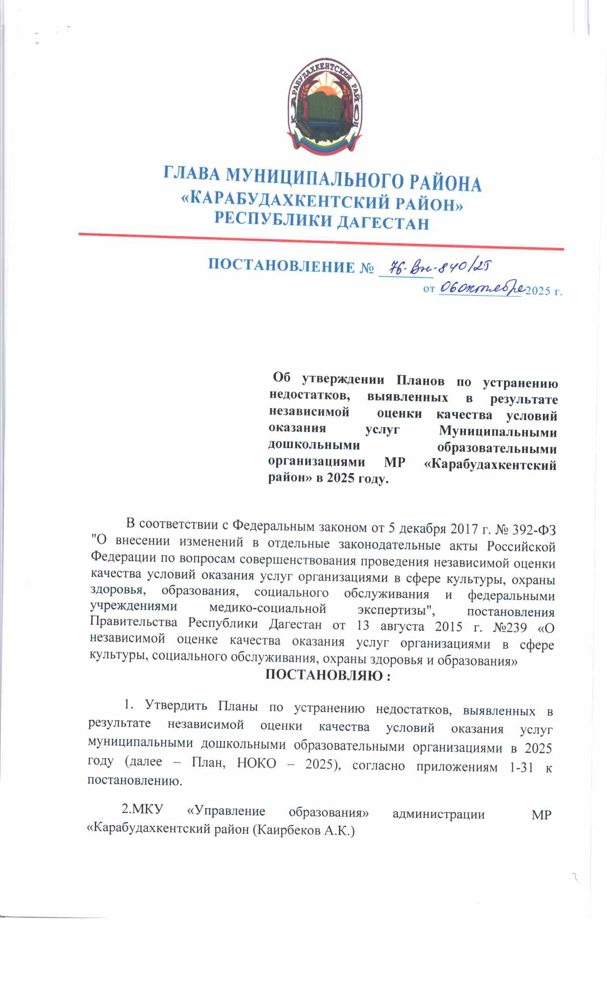 КАРАБУДАХКЕНТСКИЙ РАЙОН
ГЛАВА МУНИЦИПАЛЬНОГО РАЙОНА
«КАРАБУДАХКЕНТСКИЙ РАЙОН»
РЕСПУБЛИКИ ДАГЕСТАН
ПОСТАНОВЛЕНИЕ № 76-Вн-840/25
от 06 октября 2025 г.
Об утверждении Планов по устранению
недостатков, выявленных в результате
независимой оценки качества условий
оказания услуг Муниципальными
дошкольными образовательными
организациями МР «Карабудахкентский
район» в 2025 году.
В соответствии с Федеральным законом от 5 декабря 2017 г. № 392-ФЗ
"О внесении изменений в отдельные законодательные акты Российской
Федерации по вопросам совершенствования проведения независимой оценки
качества условий оказания услуг организациями в сфере культуры, охраны
здоровья, образования, социального обслуживания и федеральными
учреждениями медико-социальной экспертизы", постановления
Правительства Республики Дагестан от 13 августа 2015 г. №239 «О
независимой оценке качества оказания услуг организациями в сфере
культуры, социального обслуживания, охраны здоровья и образования»
ПОСТАНОВЛЯЮ :
1. Утвердить Планы по устранению недостатков, выявленных в
результате независимой оценки качества условий оказания услуг
муниципальными дошкольными образовательными организациями в 2025
году (далее – План, НОКО – 2025), согласно приложениям 1-31 к
постановлению.
2.МКУ «Управление образования» администрации МР
«Карабудахкентский район (Каирбеков А.К.)